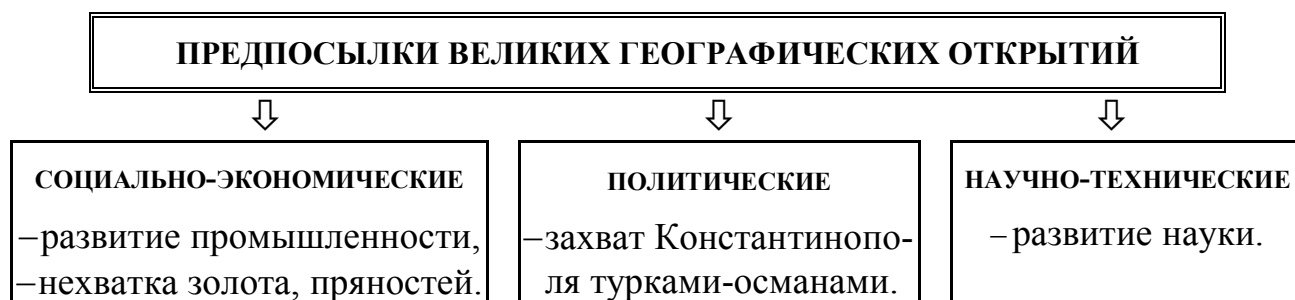 ПРЕДПОСЫЛКИ ВЕЛИКИХ ГЕОГРАФИЧЕСКИХ ОТКРЫТИЙ
СОЦИАЛЬНО-ЭКОНОМИЧЕСКИЕ
–развитие промышленности,
–нехватка золота, пряностей.
ПОЛИТИЧЕСКИЕ
–захват Константинопо-
ля турками-османами.
НАУЧНО-ТЕХНИЧЕСКИЕ
–развитие науки.